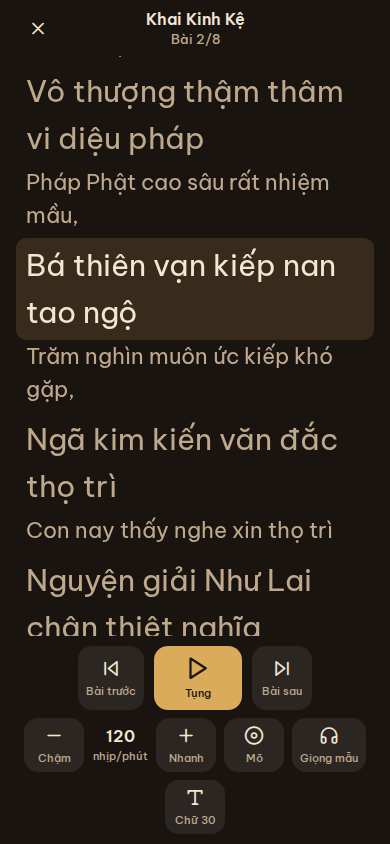 Khai Kinh Kệ
Bài 2/8
Vô thượng thậm thâm
vi diệu pháp
Pháp Phật cao sâu rất nhiệm
mầu,
Bá thiên vạn kiếp nan
tao ngộ
Trăm nghìn muôn ức kiếp khó
gặp,
Ngã kim kiến văn đắc
thọ trì
Con nay thấy nghe xin thọ trì
Nguyện giải Như Lai
chân thiệt nghĩa
Bài trước
Tụng
Bài sau
Chậm
120
nhịp/phút
Nhanh
Mõ
Giọng mẫu
Chữ 30